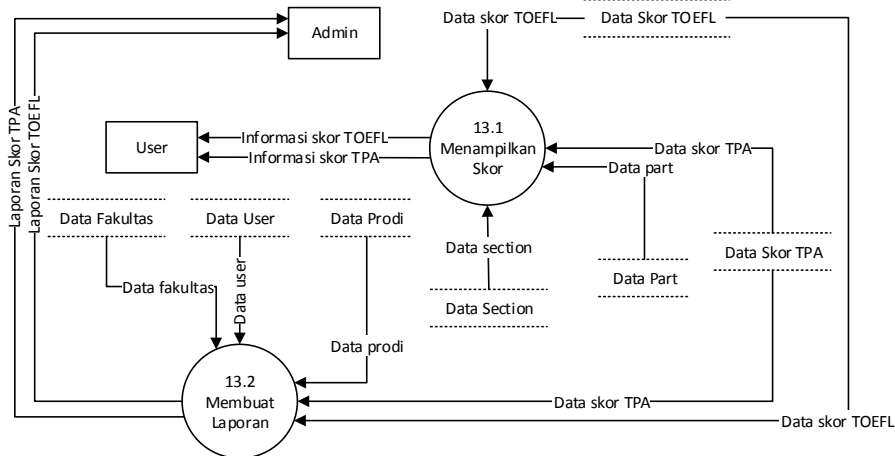 Data skor TOEFL
Data Skor TOEFL
Admin
Laporan Skor TPA
Laporan Skor TOEFL
13.1
Menampilkan
Skor
User
Informasi skor TOEFL
Informasi skor TPA
Data skor TPA
Data part
Data Fakultas
Data User
Data Prodi
Data section
Data Skor TPA
Data Part
Data Section
Data fakultas
Data user
Data prodi
13.2
Membuat
Laporan
Data skor TPA
Data skor TOEFL